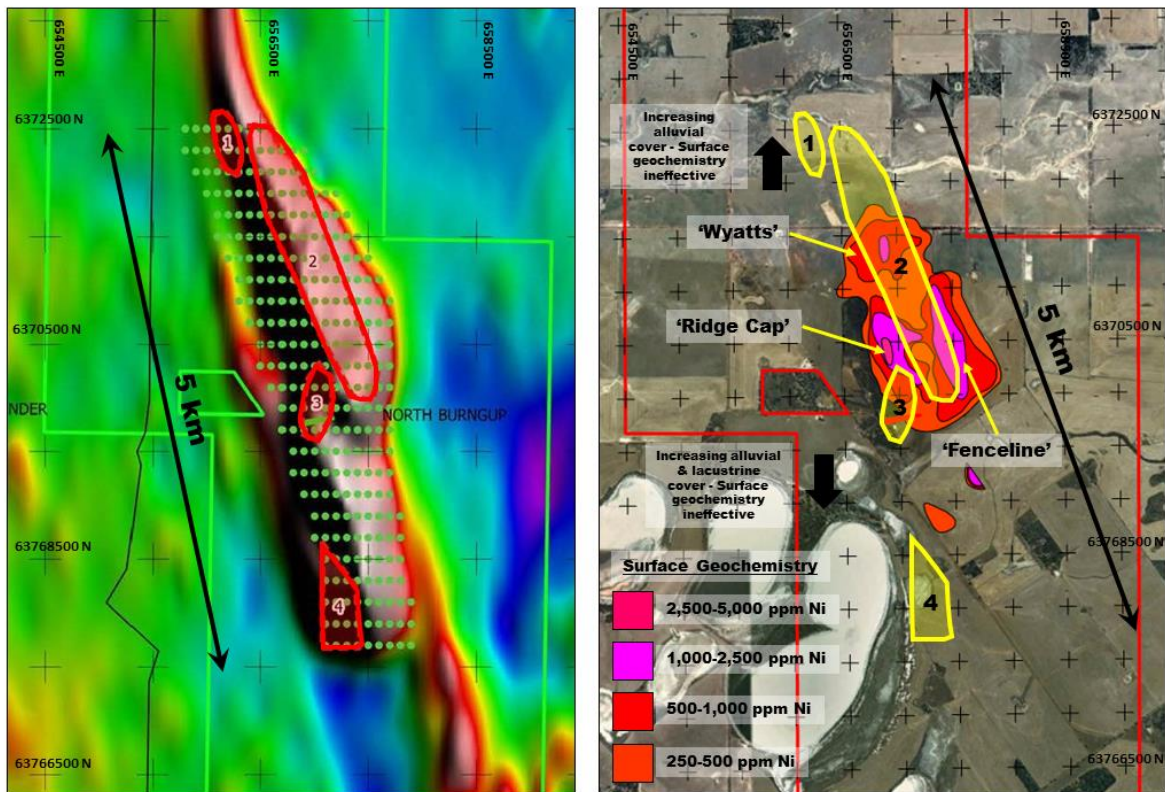 654500 E
656500 E
658500 E
6372500 N
1
2
6370500 N
5 km
3
NDER
NORTH BURNGUP
63768500 N
4
63766500 N
654500 E
656500 E
658500 E
6372500 N
Increasing
alluvial
cover - Surface
geochemistry
ineffective
1
'Wyatts'
2
'Ridge Cap'
6370500 N
5 km
3
'Fenceline'
Increasing alluvial
& lacustrine
cover - Surface
geochemistry
ineffective
63768500 N
4
Surface Geochemistry
2,500-5,000 ppm Ni
1,000-2,500 ppm Ni
500-1,000 ppm Ni
250-500 ppm Ni
63766500 N